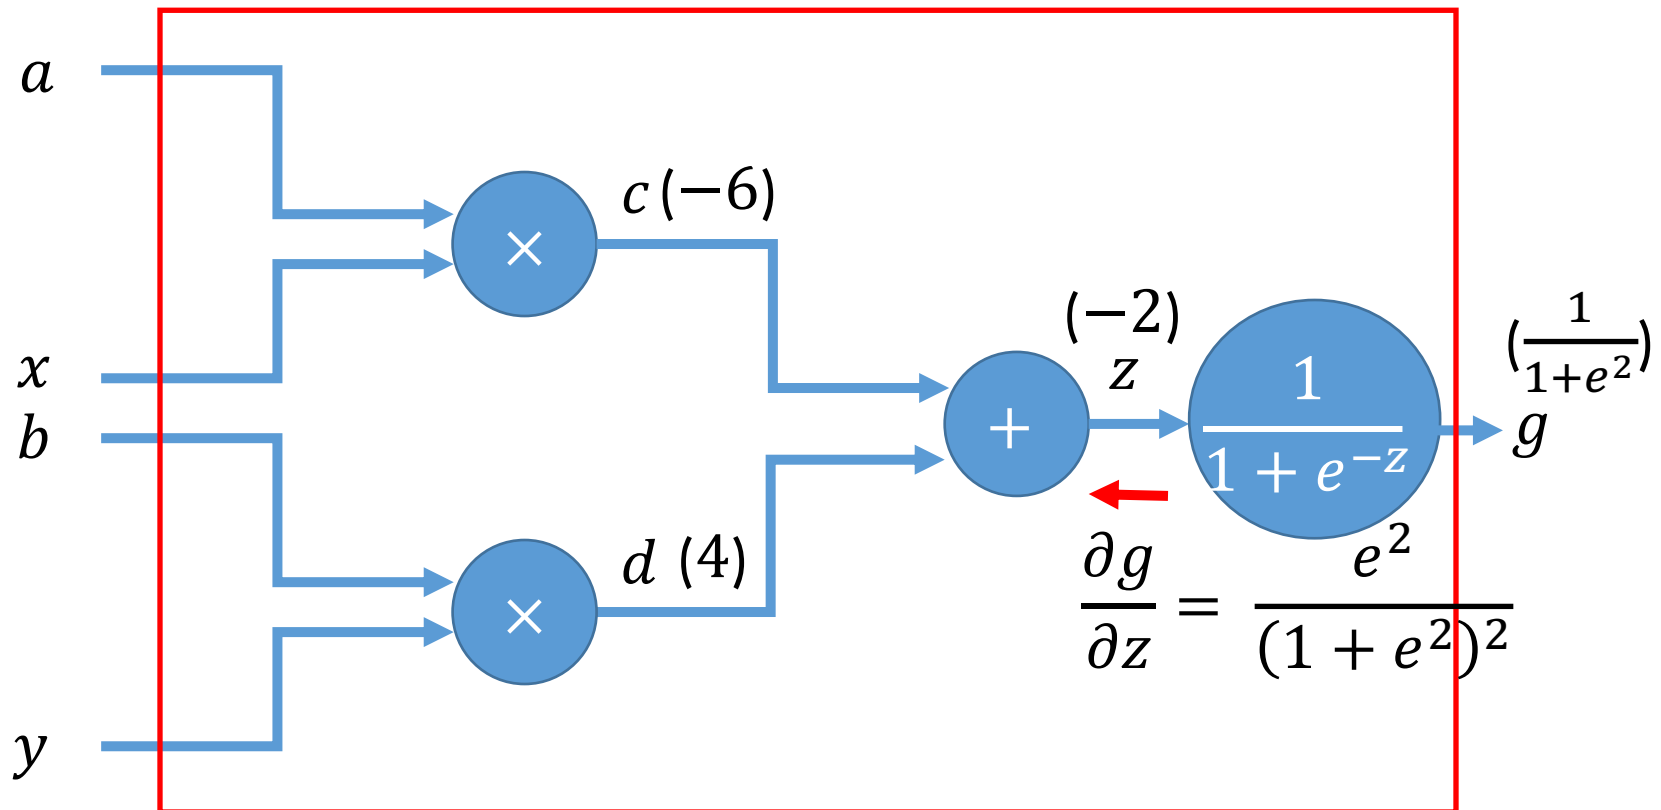 a
x
b
y
×
c (−6)
×
d (4)
+
(−2)
z
1
1 + e^{−z}
(1/(1+e^2))
g
∂g/∂z = e^2/(1 + e^2)^2